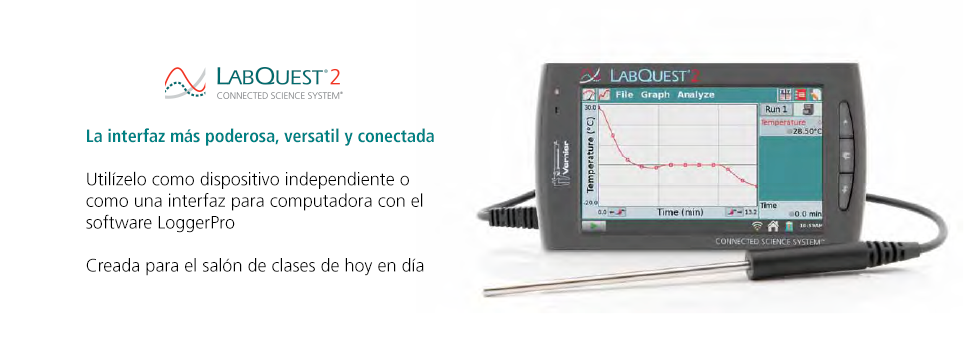 LABQUEST® 2
CONNECTED SCIENCE SYSTEM™
La interfaz más poderosa, versatil y conectada
Utilízelo como dispositivo independiente o
como una interfaz para computadora con el
software LoggerPro
Creada para el salón de clases de hoy en día
LABQUEST® 2
File Graph Analyze
Run 1
30.0
Temperature (°C)
-20.0
Temperature
28.50°C
Vernier
0.0
Time (min)
13.2
Time
0.0 min
CONNECTED SCIENCE SYSTEM™